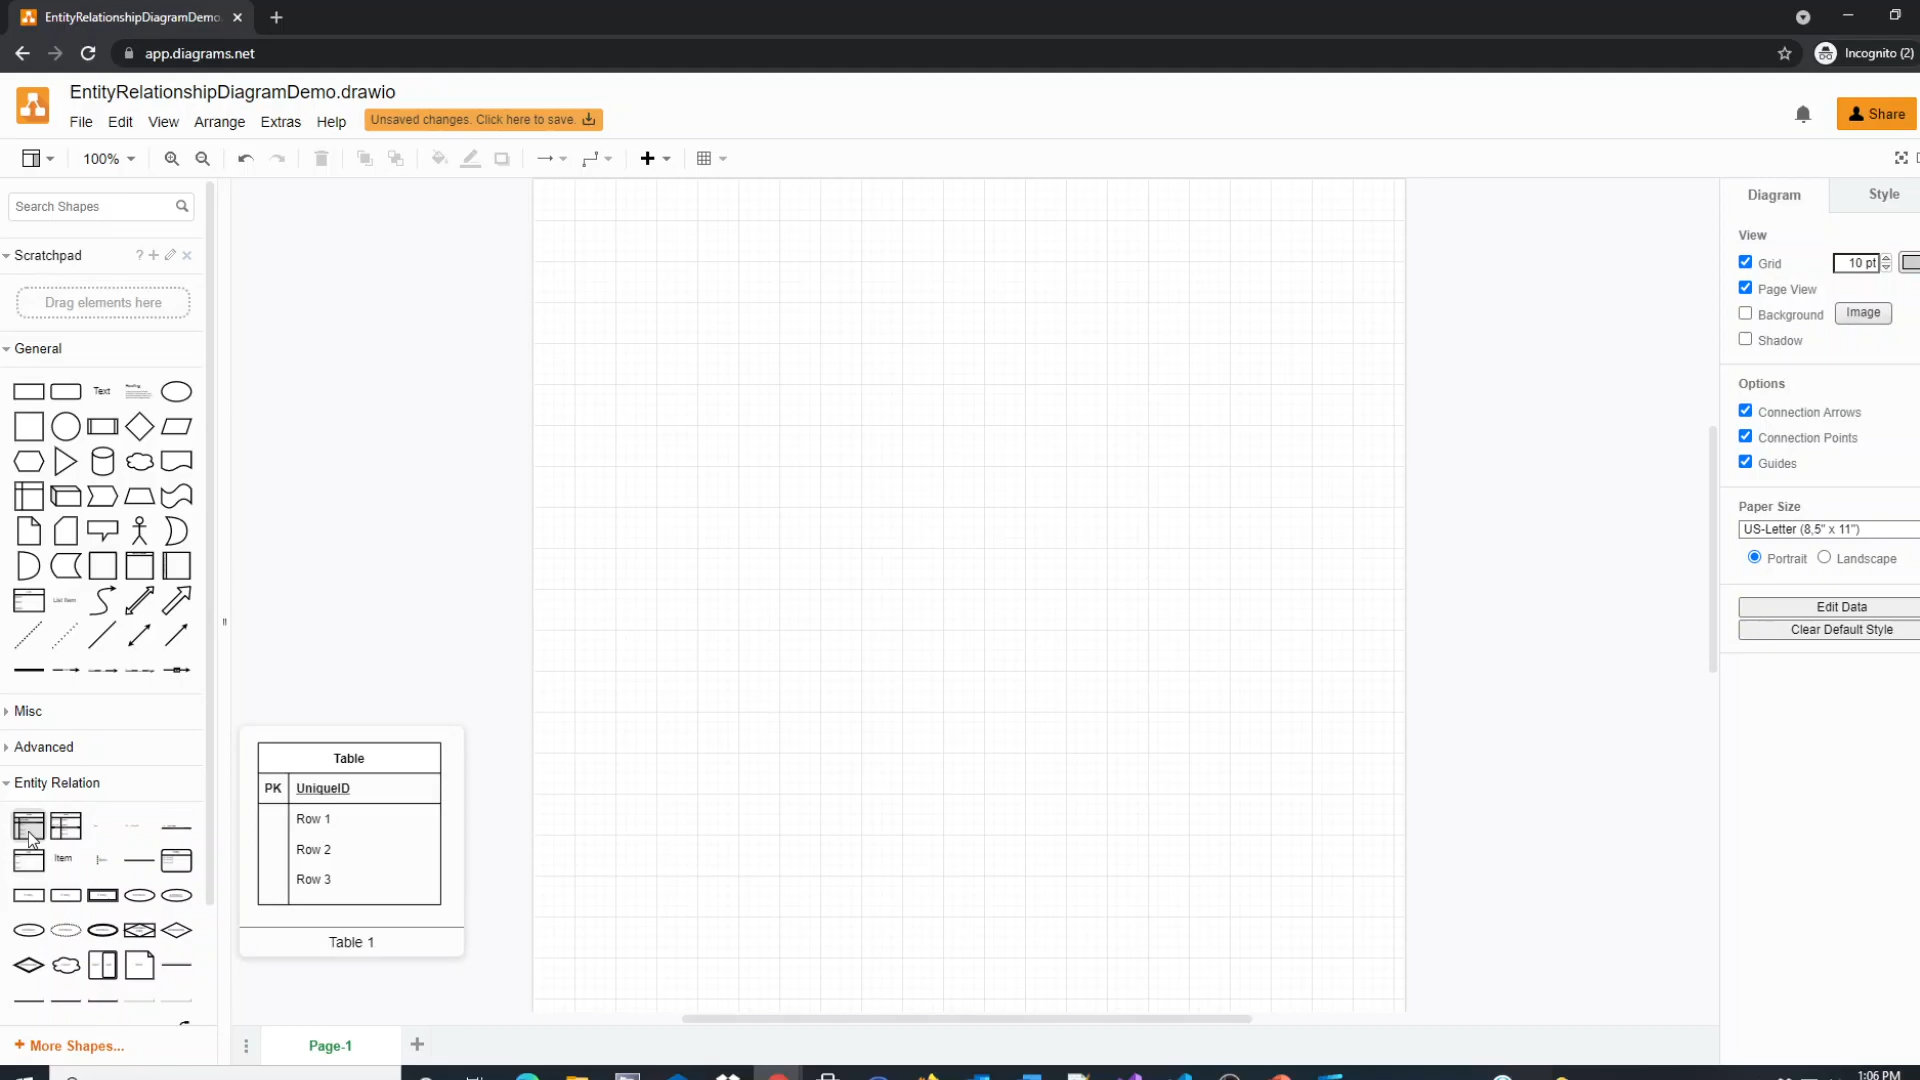 EntityRelationshipDiagramDemo.
app.diagrams.net
Incognito (2)
EntityRelationshipDiagramDemo.drawio
File Edit View Arrange Extras Help
Unsaved changes. Click here to save.
Share
100%
Search Shapes
Diagram Style
Scratchpad
?
Drag elements here
View
Grid
10 pt
Page View
Background
Image
Shadow
General
Text
Heading
Options
Connection Arrows
Connection Points
Guides
Paper Size
US-Letter (8,5" x 11")
Portrait
Landscape
List Item
Edit Data
Clear Default Style
Misc
Advanced
Entity Relation
Item
Table
PK UniqueID
Row 1
Row 2
Row 3
Table 1
+ More Shapes...
Page-1
1:06 PM